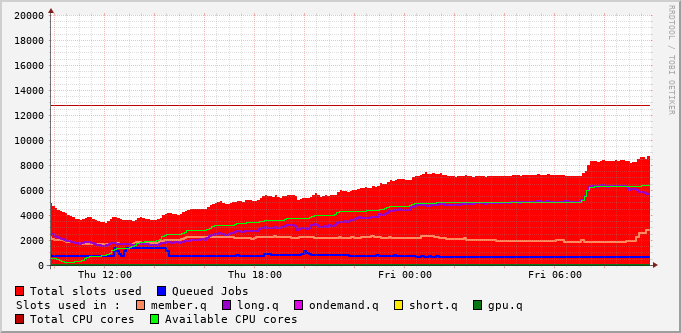 20000
18000
16000
14000
12000
10000
8000
6000
4000
2000
0
Thu 12:00 Thu 18:00 Fri 00:00 Fri 06:00
Total slots used Queued Jobs
Slots used in : member.q long.q ondemand.q short.q gpu.q
Total CPU cores Available CPU cores
RRDTOOL / TOBI OETIKER